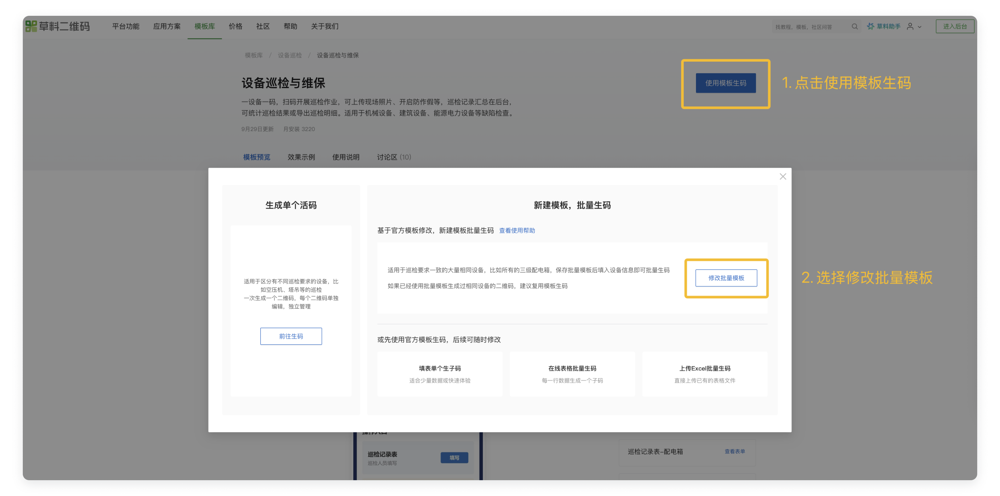 草料二维码
平台功能 应用方案 模板库 价格 社区 帮助 关于我们
找教程，模板，社区问答
草料助手
进入后台
模板库 / 设备巡检 / 设备巡检与维保
设备巡检与维保
使用模板生码
1. 点击使用模板生码
一设备一码，扫码开展巡检作业，可上传现场照片、开启防作假等，巡检记录汇总在后台，
可统计巡检结果或导出巡检明细。适用于机械设备、建筑设备、能源电力设备等缺陷检查。
9月29日更新 月安装 3220
模板预览 效果示例 使用说明 讨论区 (10)
生成单个活码
适用于区分有不同巡检要求的设备，比
如空压机、塔吊等的巡检
一次生成一个二维码，每个二维码单独
编辑，独立管理
前往生码
新建模板，批量生码
基于官方模板修改，新建模板批量生码 查看使用帮助
适用于巡检要求一致的大量相同设备，比如所有的三级配电箱，保存批量模板后填入设备信息即可批量生码
如果已经使用批量模板生成过相同设备的二维码，建议复用模板生码
修改批量模板
2. 选择修改批量模板
或先使用官方模板生码，后续可随时修改
填表单个生子码
适合少量数据或快速体验
在线表格批量生码
每一行数据生成一个子码
上传Excel批量生码
直接上传已有的表格文件
巡检记录表
巡检人员填写
填写
巡检记录表–配电箱
查看表单